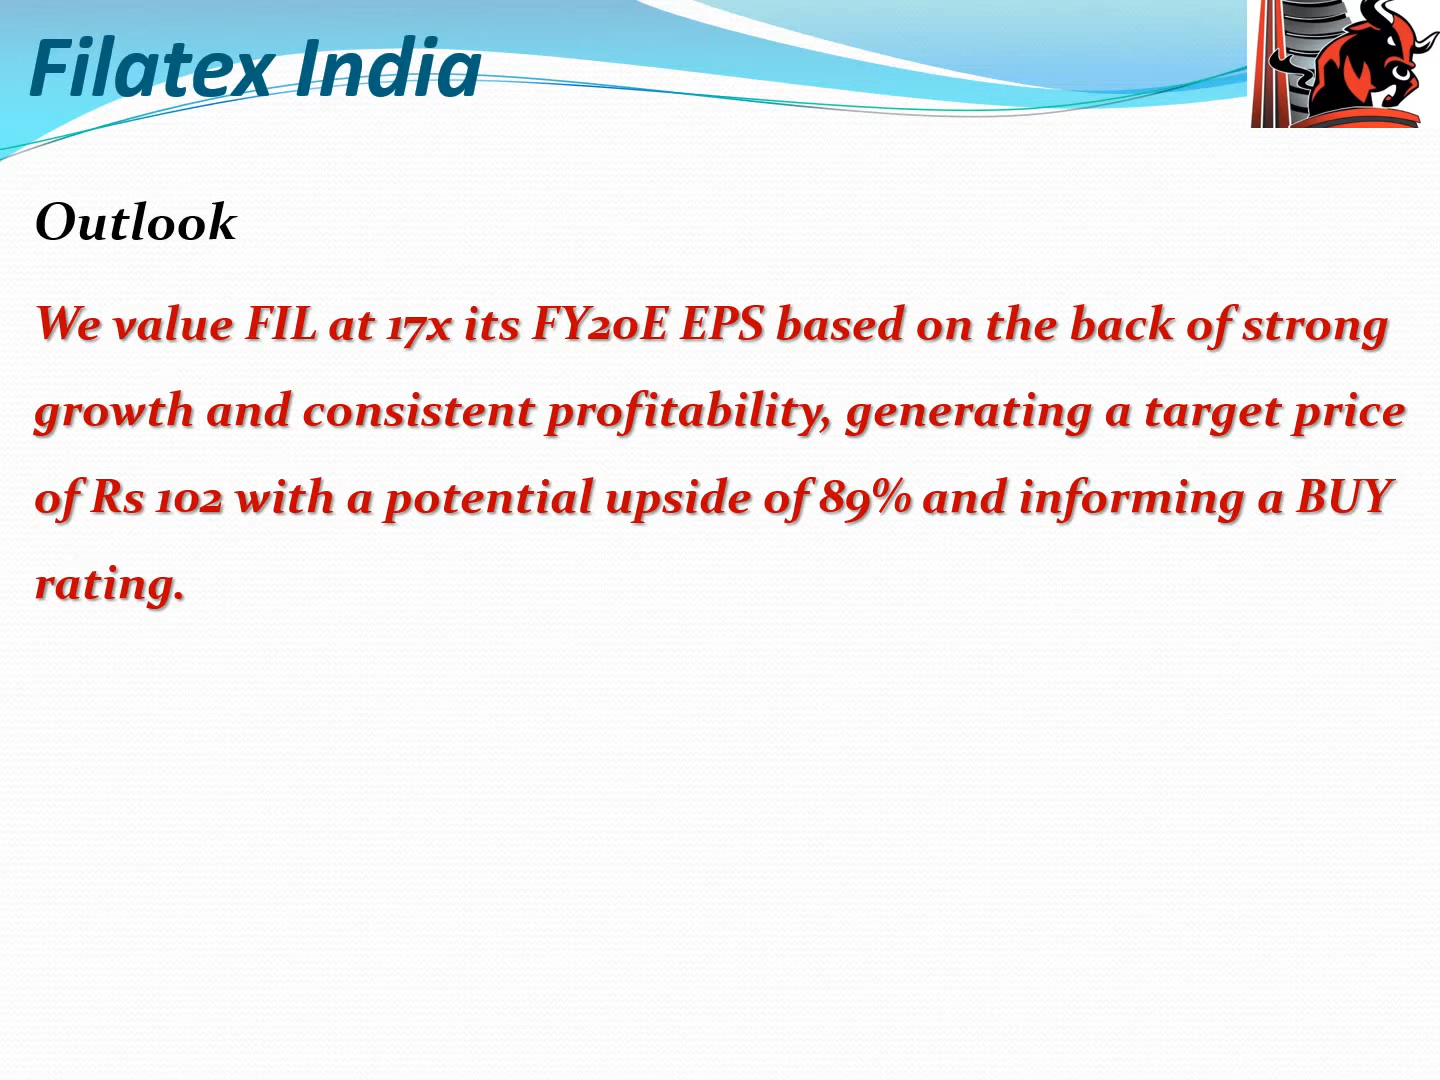 Filatex India
Outlook
We value FIL at 17x its FY20E EPS based on the back of strong
growth and consistent profitability, generating a target price
of Rs 102 with a potential upside of 89% and informing a BUY
rating.